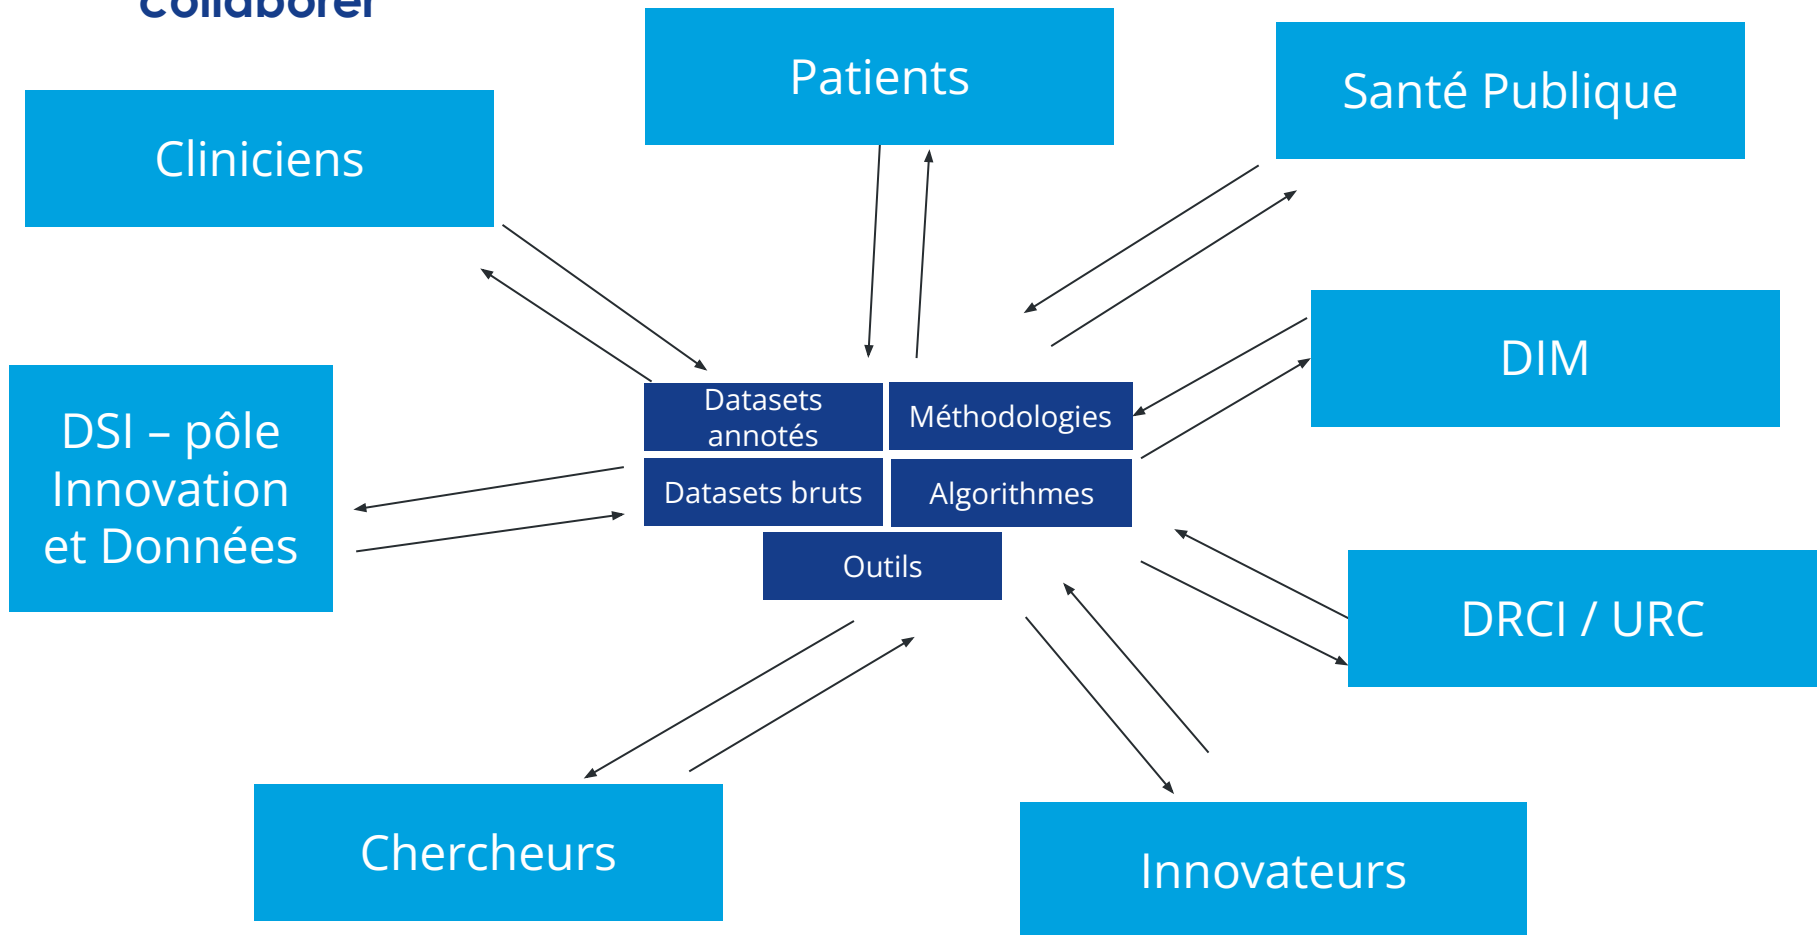 collaborer
Patients
Santé Publique
Cliniciens
DIM
DSI – pôle
Innovation
et Données
Datasets
annotés
Méthodologies
Datasets bruts
Algorithmes
Outils
DRCI / URC
Chercheurs
Innovateurs